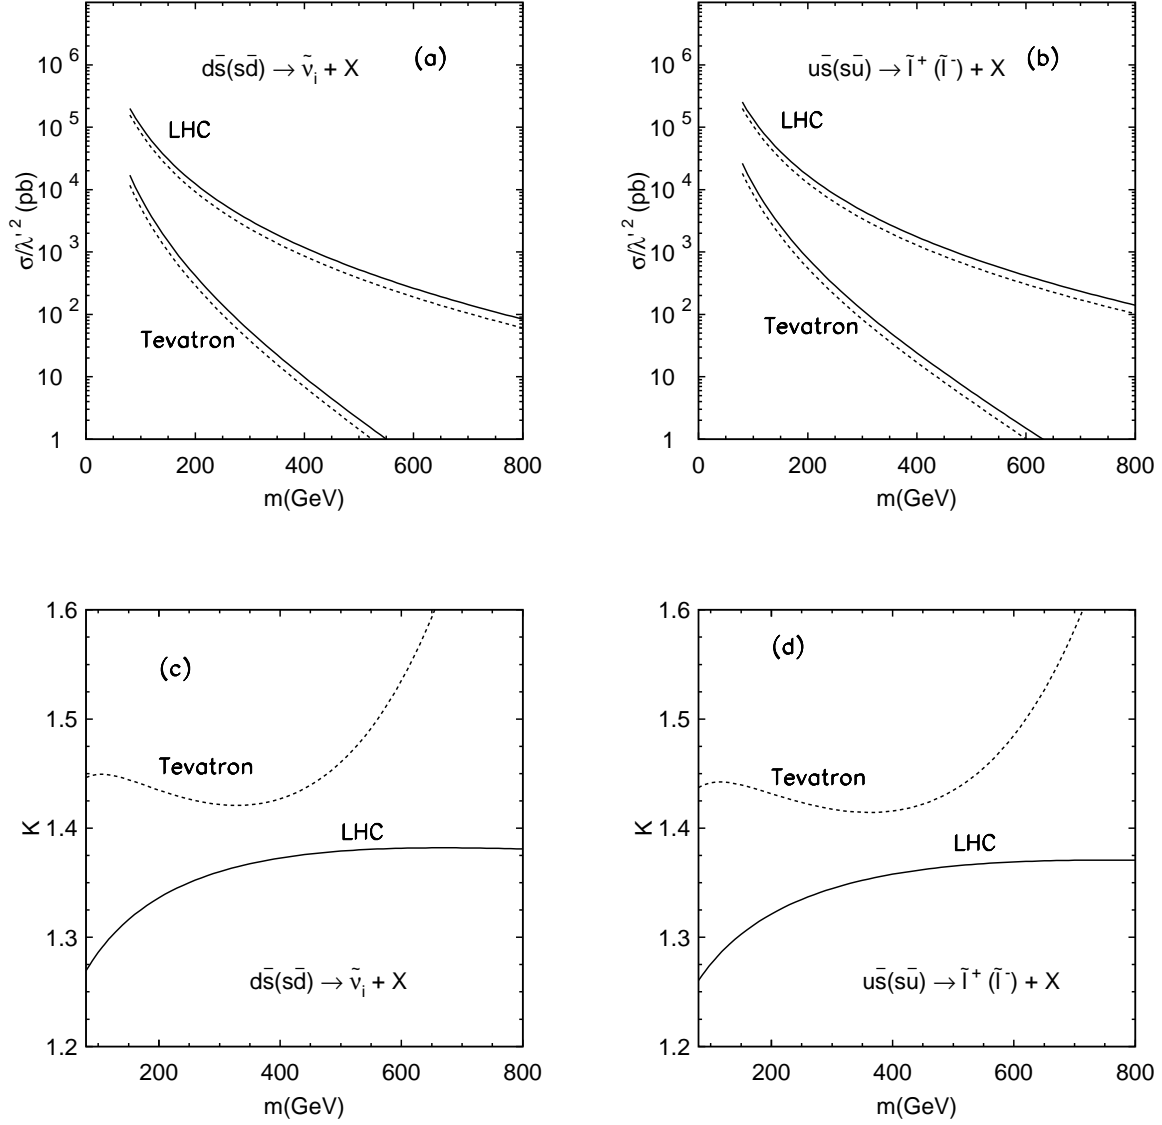 ds̄(sd̄) → ν̃ᵢ + X (a)
10⁶
10⁵
10⁴
10³
10²
10
1
σ/λ'² (pb)
LHC
Tevatron
0 200 400 600 800
m(GeV)
us̄(sū) → l̃⁺ (l̃⁻) + X (b)
10⁶
10⁵
10⁴
10³
10²
10
1
σ/λ'² (pb)
LHC
Tevatron
0 200 400 600 800
m(GeV)
1.6
1.5
1.4
1.3
1.2
K
(c)
Tevatron
LHC
ds̄(sd̄) → ν̃ᵢ + X
200 400 600 800
m(GeV)
1.6
1.5
1.4
1.3
1.2
K
(d)
Tevatron
LHC
us̄(sū) → l̃⁺ (l̃⁻) + X
200 400 600 800
m(GeV)